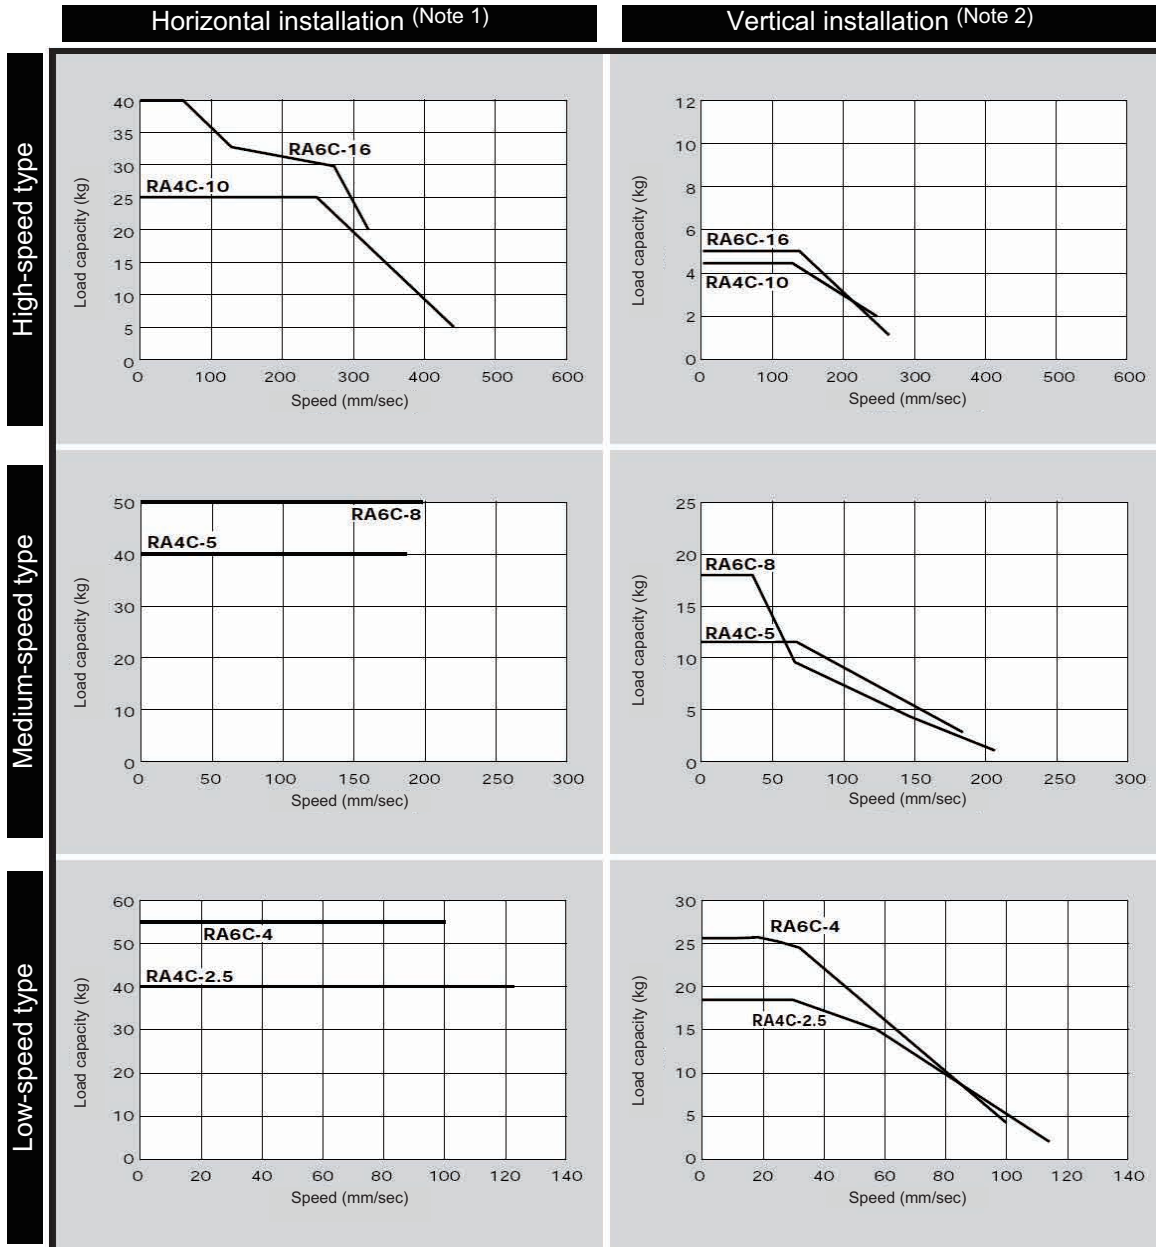 Horizontal installation (Note 1)
Vertical installation (Note 2)
High-speed type
Load capacity (kg)
40
35
30
25
20
15
10
5
0
RA6C-16
RA4C-10
0 100 200 300 400 500 600
Speed (mm/sec)
Load capacity (kg)
12
10
8
6
4
2
0
RA6C-16
RA4C-10
0 100 200 300 400 500 600
Speed (mm/sec)
Medium-speed type
Load capacity (kg)
50
40
30
20
10
0
RA6C-8
RA4C-5
0 50 100 150 200 250 300
Speed (mm/sec)
Load capacity (kg)
25
20
15
10
5
0
RA6C-8
RA4C-5
0 50 100 150 200 250 300
Speed (mm/sec)
Low-speed type
Load capacity (kg)
60
50
40
30
20
10
0
RA6C-4
RA4C-2.5
0 20 40 60 80 100 120 140
Speed (mm/sec)
Load capacity (kg)
30
25
20
15
10
5
0
RA6C-4
RA4C-2.5
0 20 40 60 80 100 120 140
Speed (mm/sec)